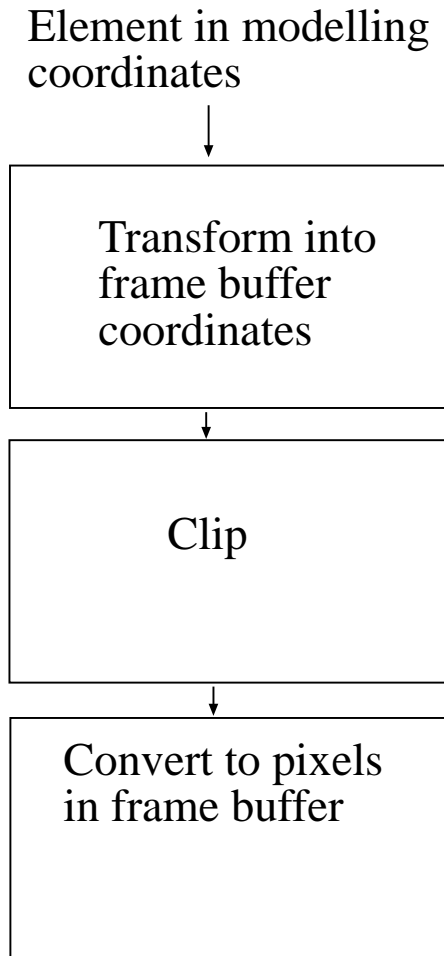 Element in modelling
coordinates
Transform into
frame buffer
coordinates
Clip
Convert to pixels
in frame buffer